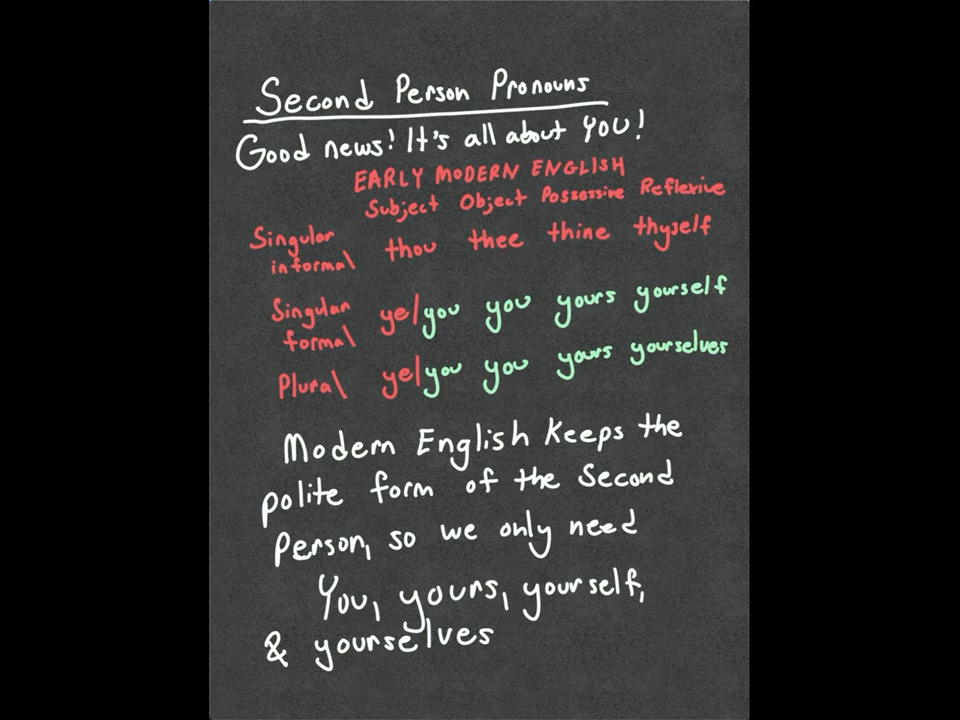 Second Person Pronouns
Good news! It's all about YOU!
EARLY MODERN ENGLISH
Subject Object Possessive Reflexive
Singular informal thou thee thine thyself
Singular formal ye/you you yours yourself
Plural ye/you you yours yourselves
Modern English Keeps the
polite form of the Second
Person, so we only need
You, yours, yourself,
& yourselves